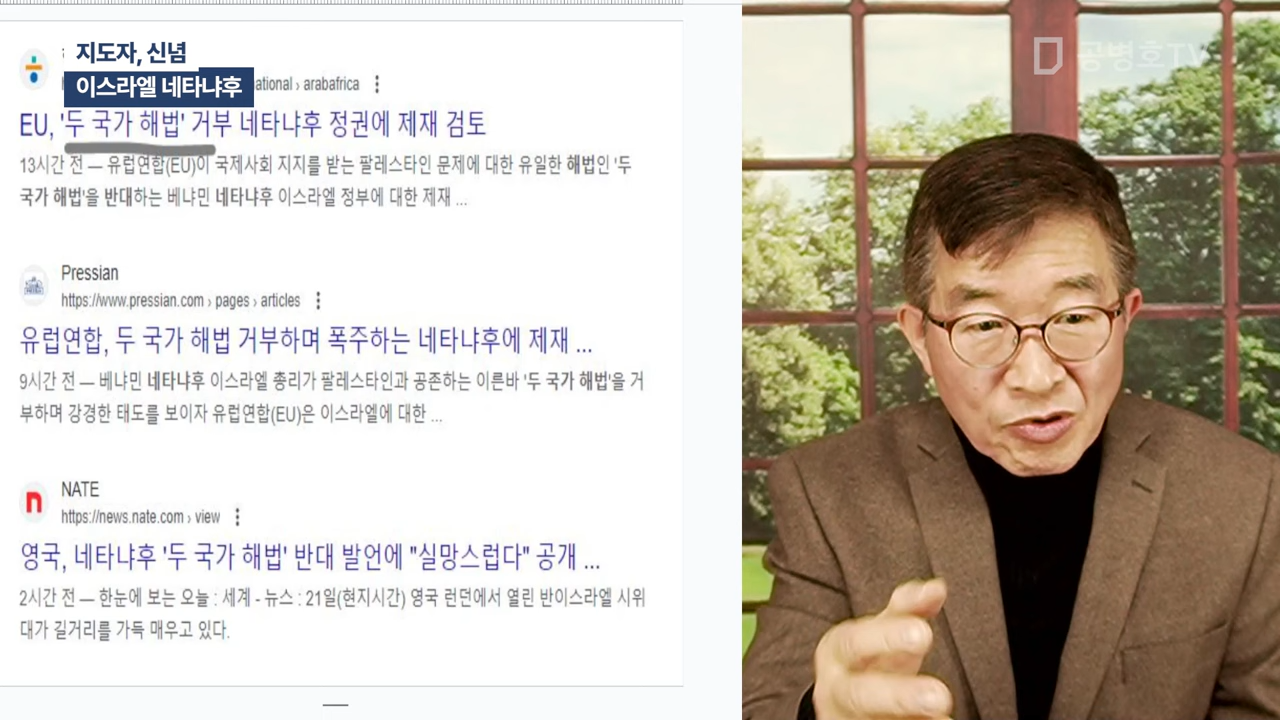 지도자, 신념
이스라엘 네타냐후
ational › arabafrica
EU, '두 국가 해법' 거부 네타냐후 정권에 제재 검토
13시간 전 — 유럽연합(EU)이 국제사회 지지를 받는 팔레스타인 문제에 대한 유일한 해법인 '두
국가 해법'을 반대하는 베냐민 네타냐후 이스라엘 정부에 대한 제재 ...
Pressian
https://www.pressian.com › pages › articles
유럽연합, 두 국가 해법 거부하며 폭주하는 네타냐후에 제재 ...
9시간 전 — 베냐민 네타냐후 이스라엘 총리가 팔레스타인과 공존하는 이른바 '두 국가 해법'을 거
부하며 강경한 태도를 보이자 유럽연합(EU)은 이스라엘에 대한 ...
NATE
https://news.nate.com › view
영국, 네타냐후 '두 국가 해법' 반대 발언에 "실망스럽다" 공개 ...
2시간 전 — 한눈에 보는 오늘 : 세계 - 뉴스 : 21일(현지시간) 영국 런던에서 열린 반이스라엘 시위
대가 길거리를 가득 매우고 있다.
공병호TV